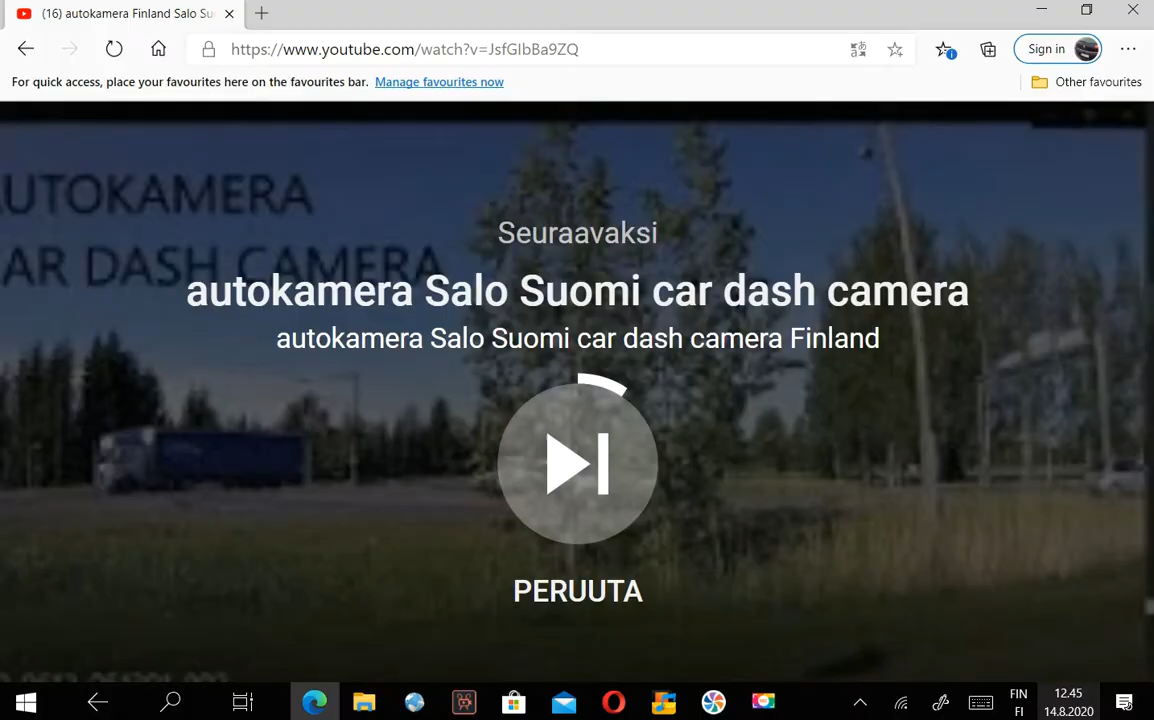 (16) autokamera Finland Salo Su
https://www.youtube.com/watch?v=JsfGIbBa9ZQ
Sign in
For quick access, place your favourites here on the favourites bar. Manage favourites now
Other favourites
UTOKAMERA
AR DASH CAMERA
Seuraavaksi
autokamera Salo Suomi car dash camera
autokamera Salo Suomi car dash camera Finland
PERUUTA
FIN
FI
12.45
14.8.2020